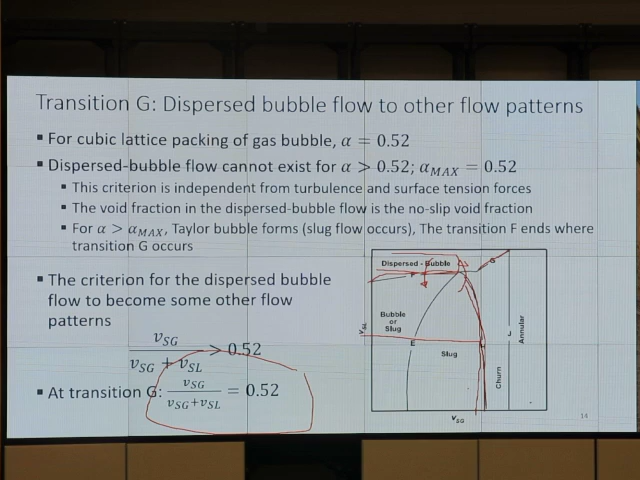 Transition G: Dispersed bubble flow to other flow patterns
▪ For cubic lattice packing of gas bubble, α = 0.52
▪ Dispersed-bubble flow cannot exist for α > 0.52; α_MAX = 0.52
▪ This criterion is independent from turbulence and surface tension forces
▪ The void fraction in the dispersed-bubble flow is the no-slip void fraction
▪ For α > α_MAX, Taylor bubble forms (slug flow occurs), The transition F ends where
transition G occurs
▪ The criterion for the dispersed bubble
flow to become some other flow
patterns
v_SG / (v_SG + v_SL) > 0.52
▪ At transition G: v_SG / (v_SG+v_SL) = 0.52
Dispersed - Bubble
F
G
Bubble
or
Slug
v_SL
E
Slug
J
Annular
Churn
v_SG
14